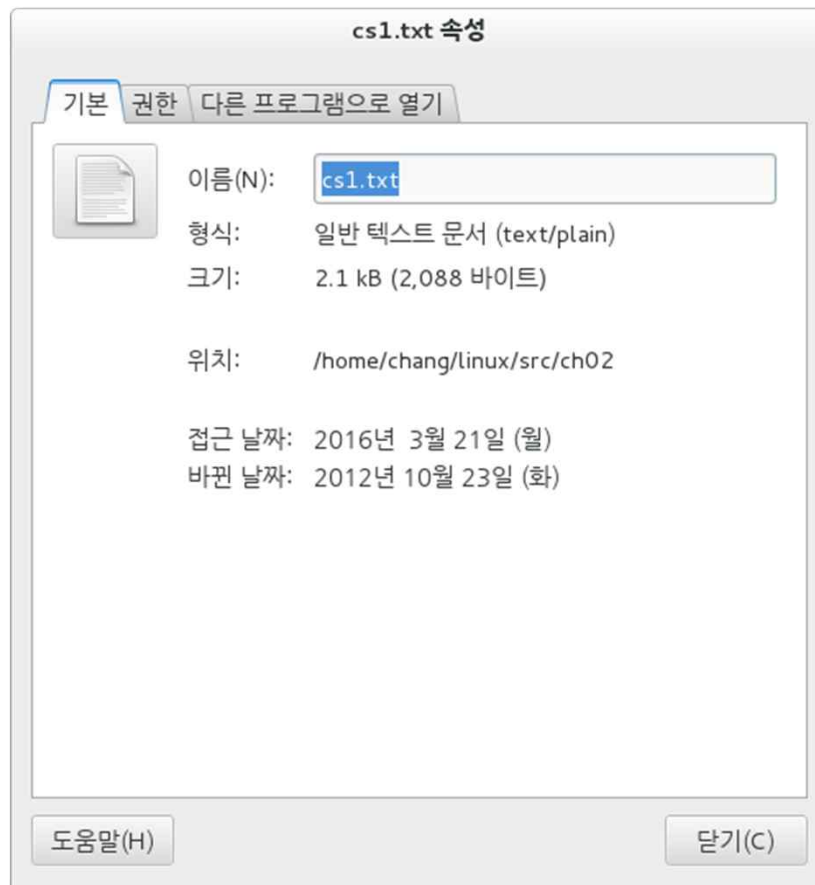 cs1.txt 속성
기본 권한 다른 프로그램으로 열기
이름(N): cs1.txt
형식: 일반 텍스트 문서 (text/plain)
크기: 2.1 kB (2,088 바이트)
위치: /home/chang/linux/src/ch02
접근 날짜: 2016년 3월 21일 (월)
바뀐 날짜: 2012년 10월 23일 (화)
도움말(H) 닫기(C)